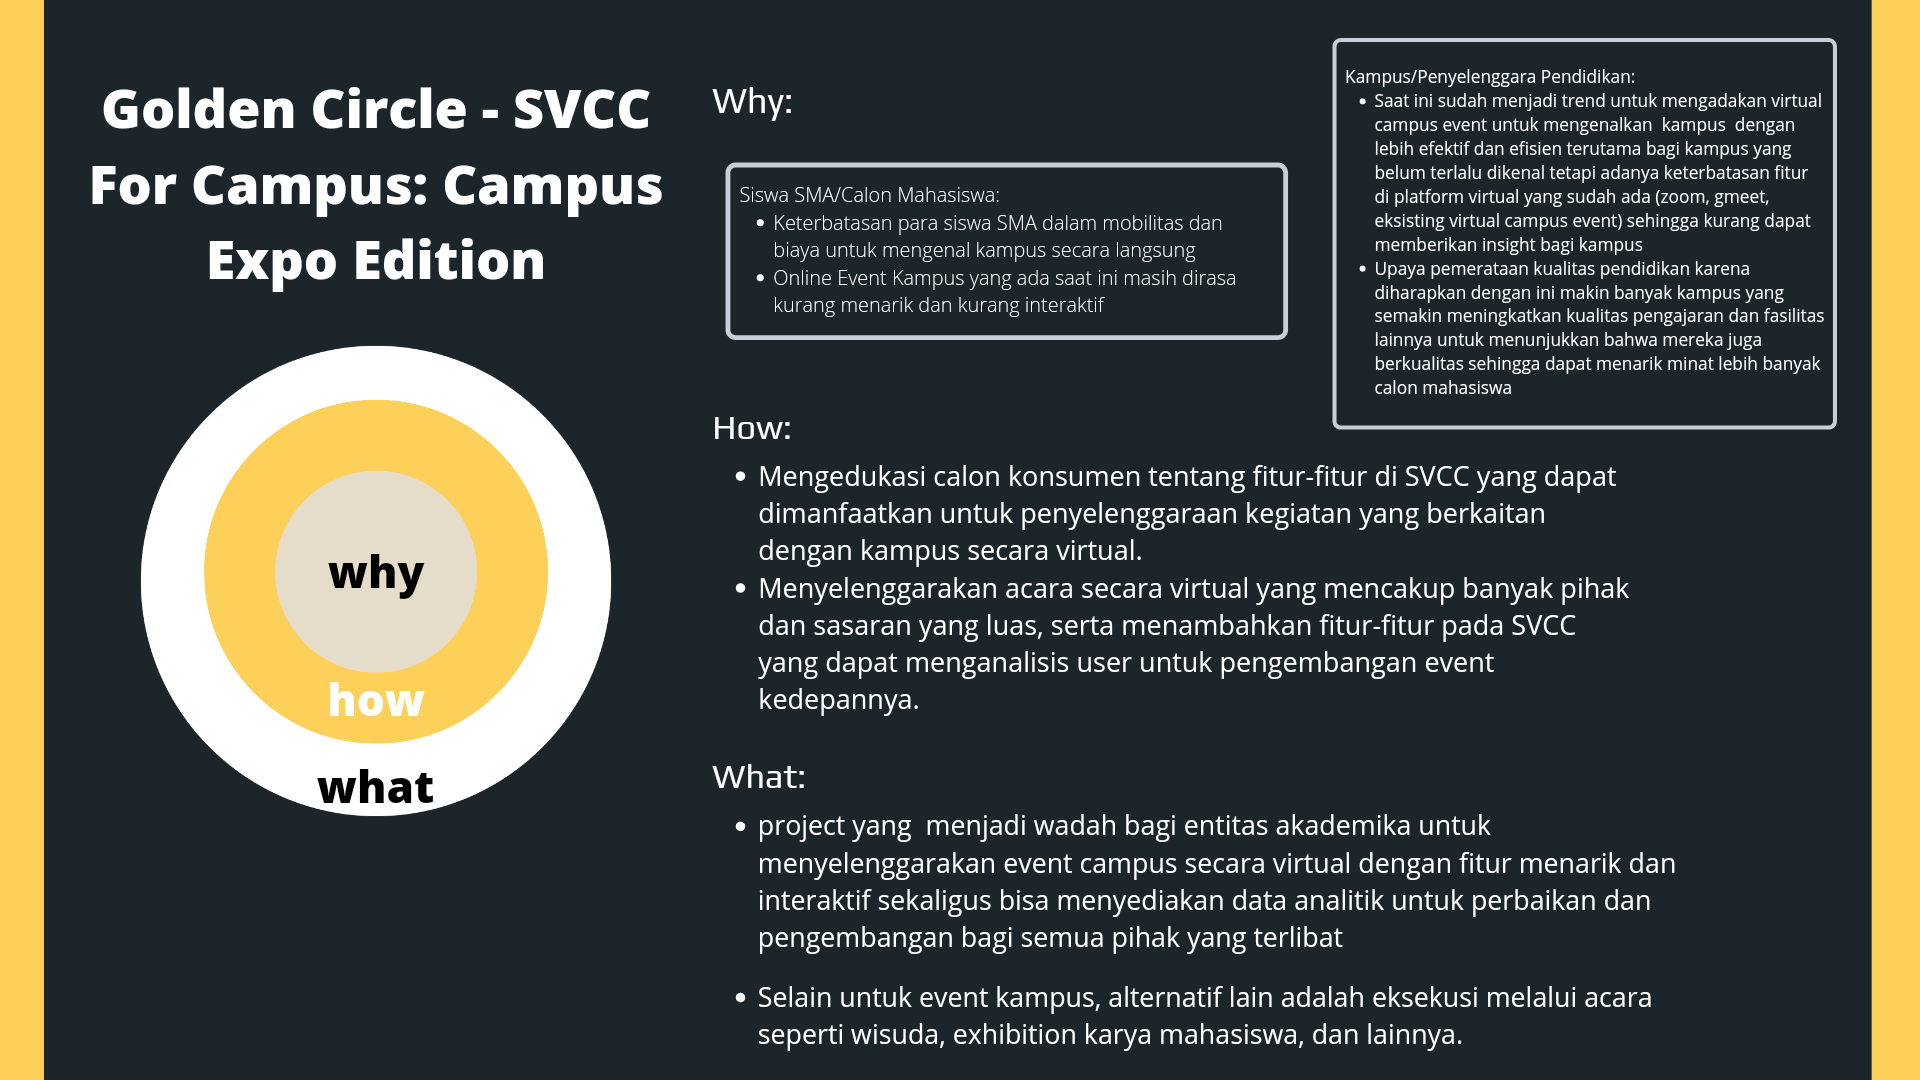 Golden Circle - SVCC
For Campus: Campus
Expo Edition
why
how
what
Why:
Siswa SMA/Calon Mahasiswa:
Keterbatasan para siswa SMA dalam mobilitas dan
biaya untuk mengenal kampus secara langsung
Online Event Kampus yang ada saat ini masih dirasa
kurang menarik dan kurang interaktif
Kampus/Penyelenggara Pendidikan:
Saat ini sudah menjadi trend untuk mengadakan virtual
campus event untuk mengenalkan kampus dengan
lebih efektif dan efisien terutama bagi kampus yang
belum terlalu dikenal tetapi adanya keterbatasan fitur
di platform virtual yang sudah ada (zoom, gmeet,
eksisting virtual campus event) sehingga kurang dapat
memberikan insight bagi kampus
Upaya pemerataan kualitas pendidikan karena
diharapkan dengan ini makin banyak kampus yang
semakin meningkatkan kualitas pengajaran dan fasilitas
lainnya untuk menunjukkan bahwa mereka juga
berkualitas sehingga dapat menarik minat lebih banyak
calon mahasiswa
How:
Mengedukasi calon konsumen tentang fitur-fitur di SVCC yang dapat
dimanfaatkan untuk penyelenggaraan kegiatan yang berkaitan
dengan kampus secara virtual.
Menyelenggarakan acara secara virtual yang mencakup banyak pihak
dan sasaran yang luas, serta menambahkan fitur-fitur pada SVCC
yang dapat menganalisis user untuk pengembangan event
kedepannya.
What:
project yang menjadi wadah bagi entitas akademika untuk
menyelenggarakan event campus secara virtual dengan fitur menarik dan
interaktif sekaligus bisa menyediakan data analitik untuk perbaikan dan
pengembangan bagi semua pihak yang terlibat
Selain untuk event kampus, alternatif lain adalah eksekusi melalui acara
seperti wisuda, exhibition karya mahasiswa, dan lainnya.